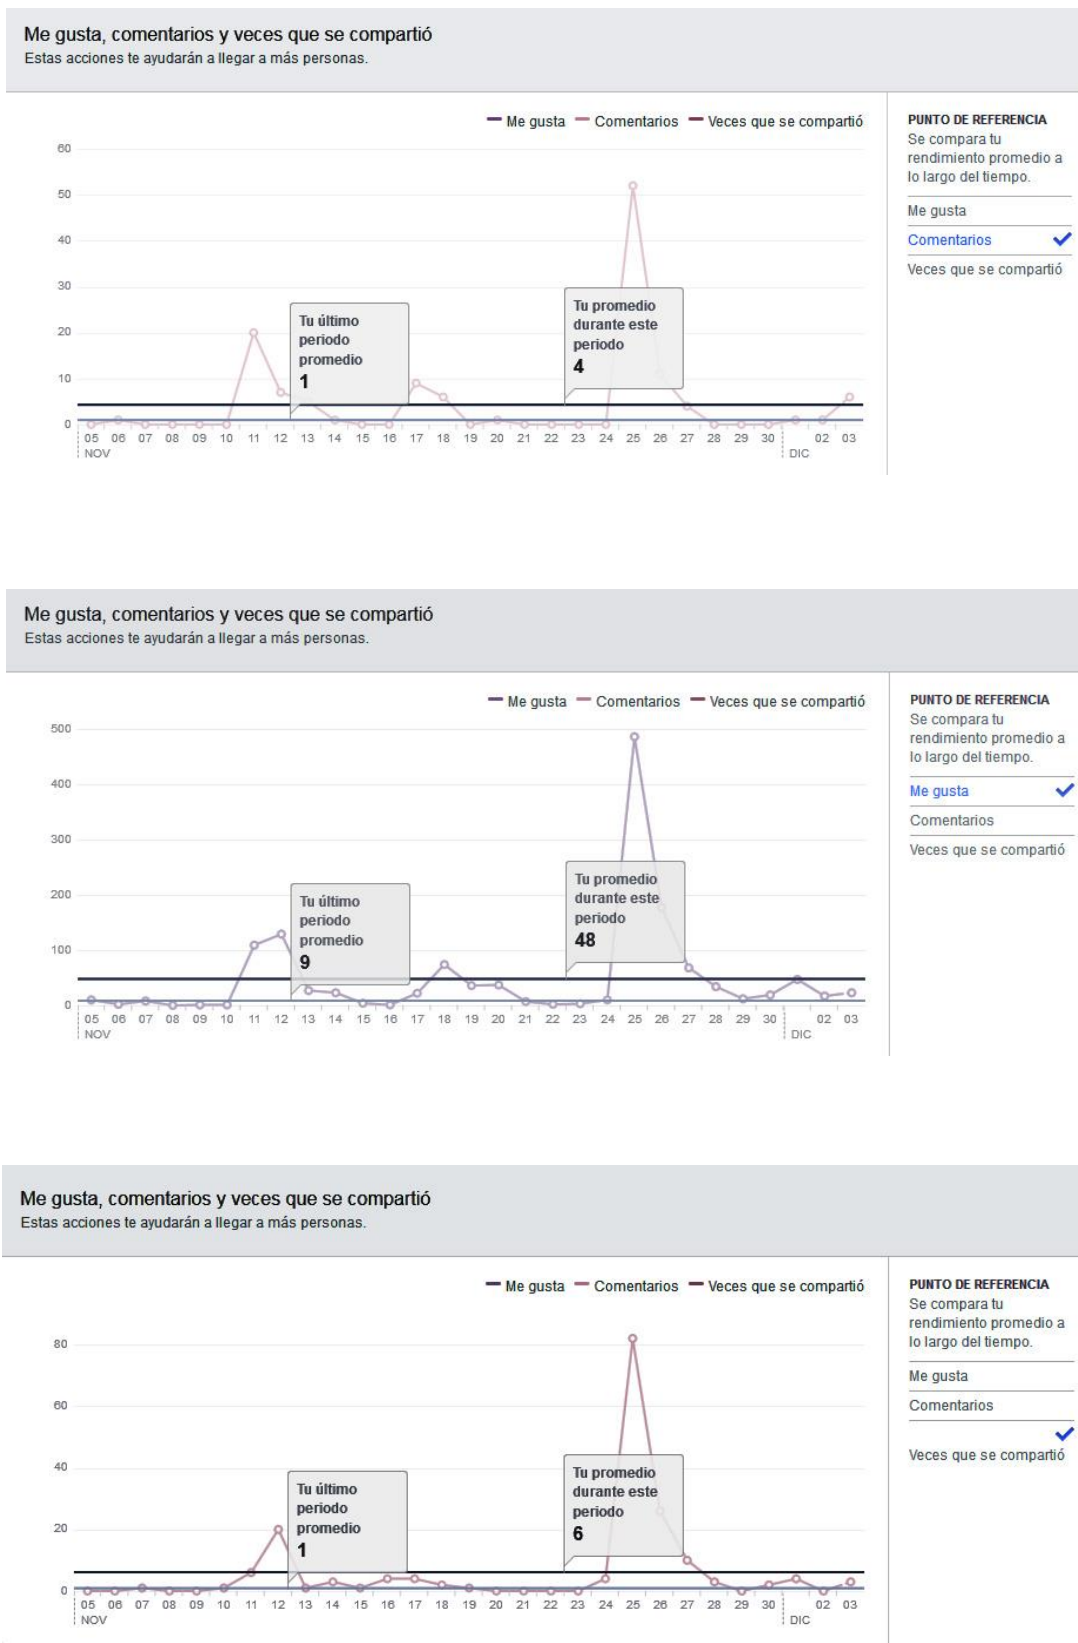 Me gusta, comentarios y veces que se compartió
Estas acciones te ayudarán a llegar a más personas.
Me gusta Comentarios Veces que se compartió
60
50
40
30
20
10
0
Tu último
periodo
promedio
1
Tu promedio
durante este
periodo
4
05 06 07 08 09 10 11 12 13 14 15 16 17 18 19 20 21 22 23 24 25 26 27 28 29 30 02 03
NOV DIC
PUNTO DE REFERENCIA
Se compara tu
rendimiento promedio a
lo largo del tiempo.
Me gusta
Comentarios
Veces que se compartió
Me gusta, comentarios y veces que se compartió
Estas acciones te ayudarán a llegar a más personas.
Me gusta Comentarios Veces que se compartió
500
400
300
200
100
0
Tu último
periodo
promedio
9
Tu promedio
durante este
periodo
48
05 06 07 08 09 10 11 12 13 14 15 16 17 18 19 20 21 22 23 24 25 26 27 28 29 30 02 03
NOV DIC
PUNTO DE REFERENCIA
Se compara tu
rendimiento promedio a
lo largo del tiempo.
Me gusta
Comentarios
Veces que se compartió
Me gusta, comentarios y veces que se compartió
Estas acciones te ayudarán a llegar a más personas.
Me gusta Comentarios Veces que se compartió
80
60
40
20
0
Tu último
periodo
promedio
1
Tu promedio
durante este
periodo
6
05 06 07 08 09 10 11 12 13 14 15 16 17 18 19 20 21 22 23 24 25 26 27 28 29 30 02 03
NOV DIC
PUNTO DE REFERENCIA
Se compara tu
rendimiento promedio a
lo largo del tiempo.
Me gusta
Comentarios
Veces que se compartió